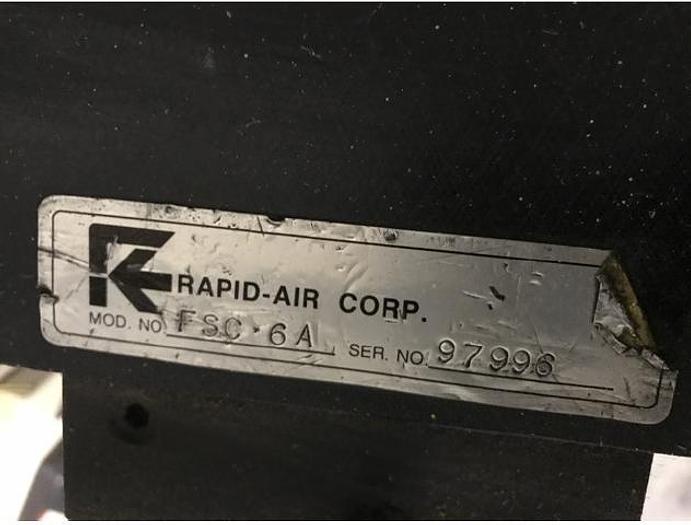 RAPID-AIR CORP.
MOD. NO. FSC-6A SER. NO. 97996